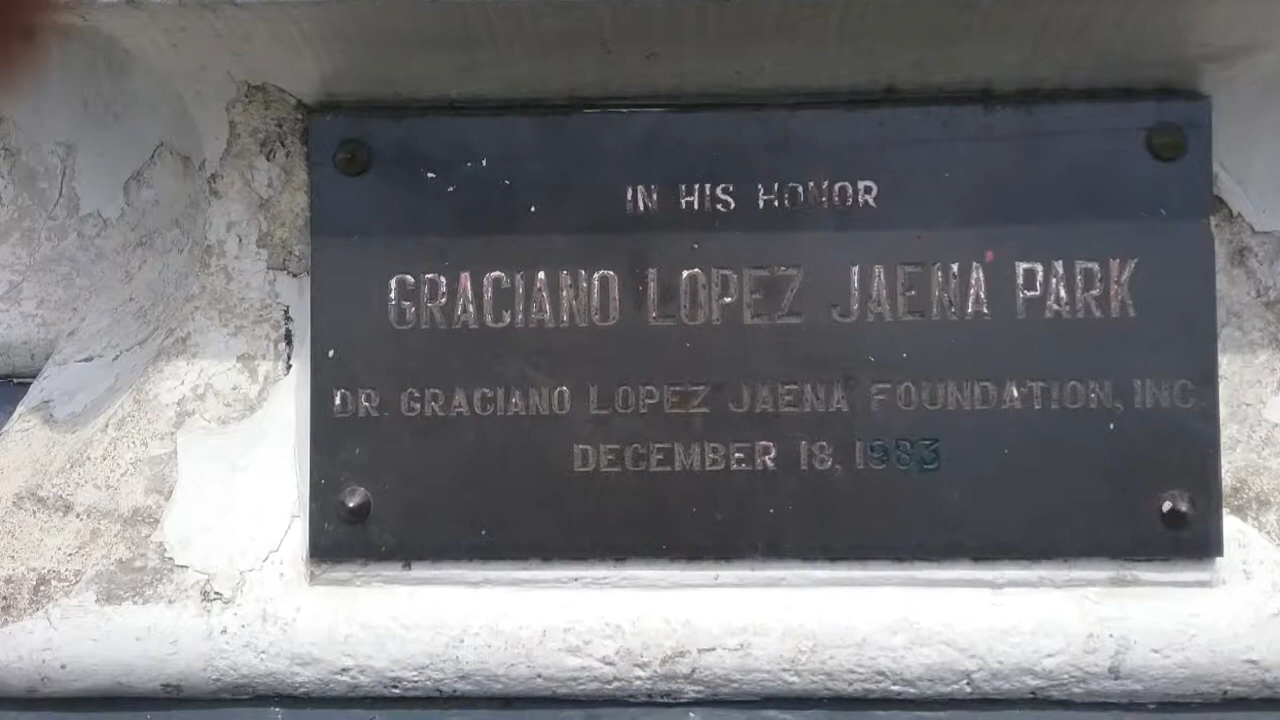 IN HIS HONOR
GRACIANO LOPEZ JAENA PARK
DR. GRACIANO LOPEZ JAENA FOUNDATION, INC.
DECEMBER 18, 1983